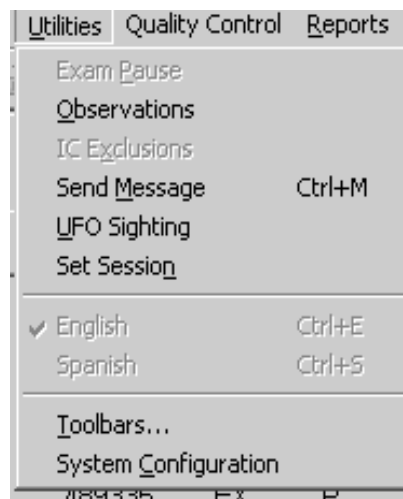 Utilities Quality Control Reports
Exam Pause
Observations
IC Exclusions
Send Message Ctrl+M
UFO Sighting
Set Session
English Ctrl+E
Spanish Ctrl+S
Toolbars...
System Configuration